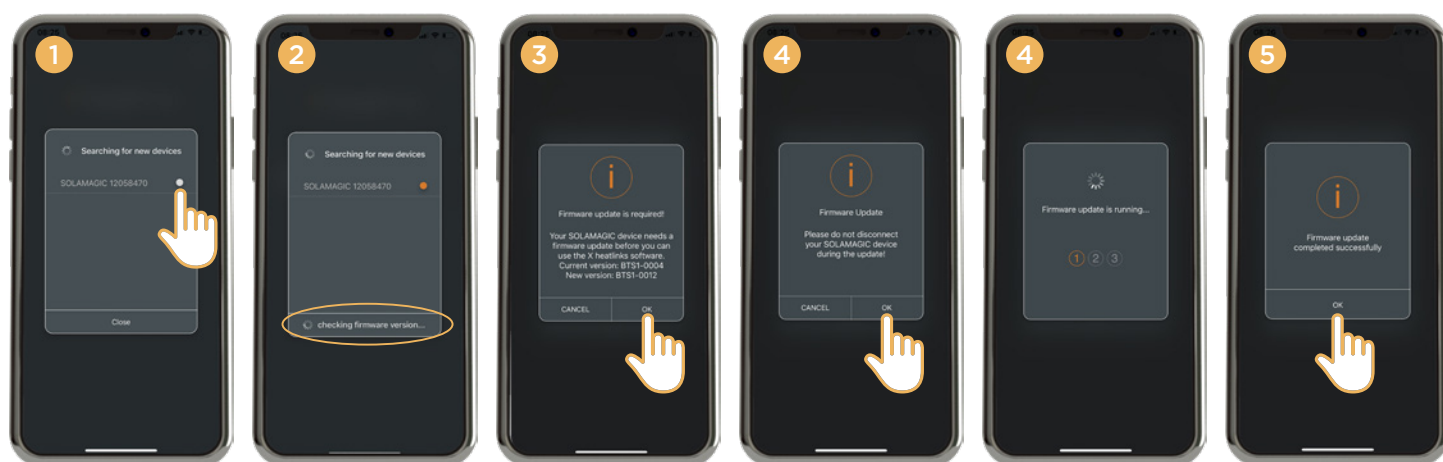 1
Searching for new devices
SOLAMAGIC 12058470
Close
2
Searching for new devices
SOLAMAGIC 12058470
checking firmware version...
3
Firmware update is required!
Your SOLAMAGIC device needs a
firmware update before you can
use the X heatlinks software.
Current version: BTS1-0004
New version: BTS1-0012
CANCEL OK
4
Firmware Update
Please do not disconnect
your SOLAMAGIC device
during the update!
CANCEL OK
4
Firmware update is running...
1 2 3
5
Firmware update
completed successfully
OK